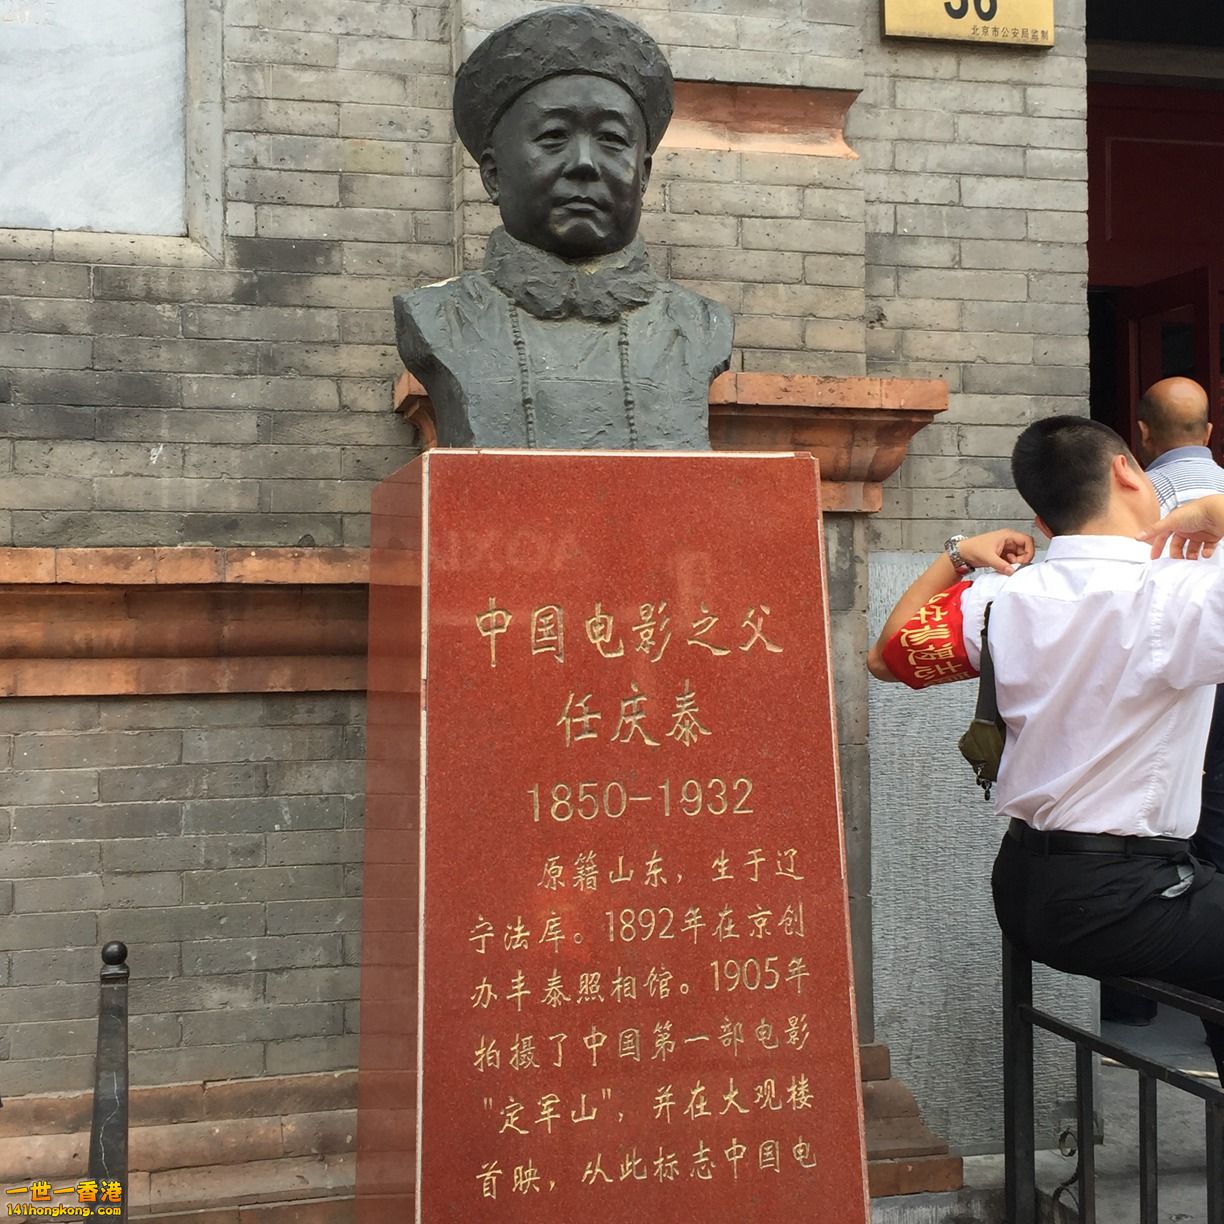 36
北京市公安局监制
中国电影之父
任庆泰
1850-1932
原籍山东，生于辽
宁法库。1892年在京创
办丰泰照相馆。1905年
拍摄了中国第一部电影
"定军山"，并在大观楼
首映，从此标志中国电
一世一香港
141hongkong.com